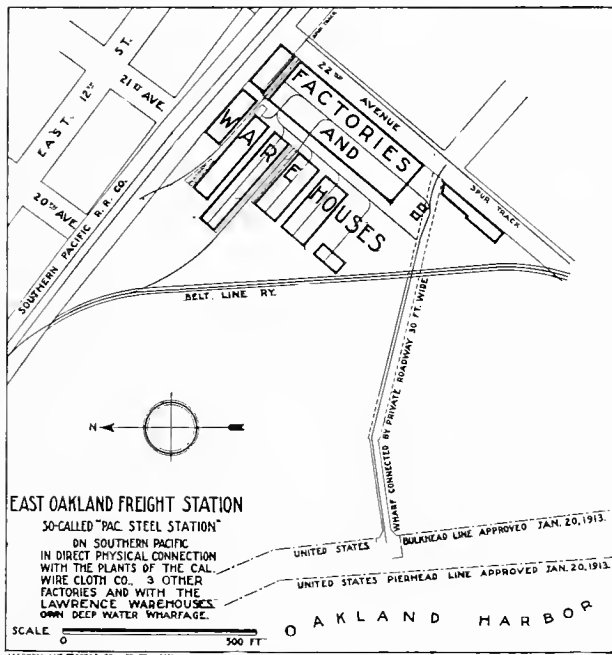 SPUR TRACK
ST.
EAST 12TH
21ST AVE.
20TH AVE.
SOUTHERN PACIFIC R.R. CO.
22ND AVENUE
FACTORIES
AND
WAREHOUSES
SPUR TRACK
BELT LINE RY.
WHARF CONNECTED BY PRIVATE ROADWAY 30 FT. WIDE
N
EAST OAKLAND FREIGHT STATION
SO-CALLED "PAC. STEEL STATION"
ON SOUTHERN PACIFIC
IN DIRECT PHYSICAL CONNECTION
WITH THE PLANTS OF THE CAL.
WIRE CLOTH CO., 3 OTHER
FACTORIES AND WITH THE
LAWRENCE WAREHOUSES.
OWN DEEP WATER WHARFAGE.
UNITED STATES BULKHEAD LINE APPROVED JAN. 20, 1913.
UNITED STATES PIERHEAD LINE APPROVED JAN. 20, 1913.
OAKLAND HARBOR
SCALE
0 500 FT